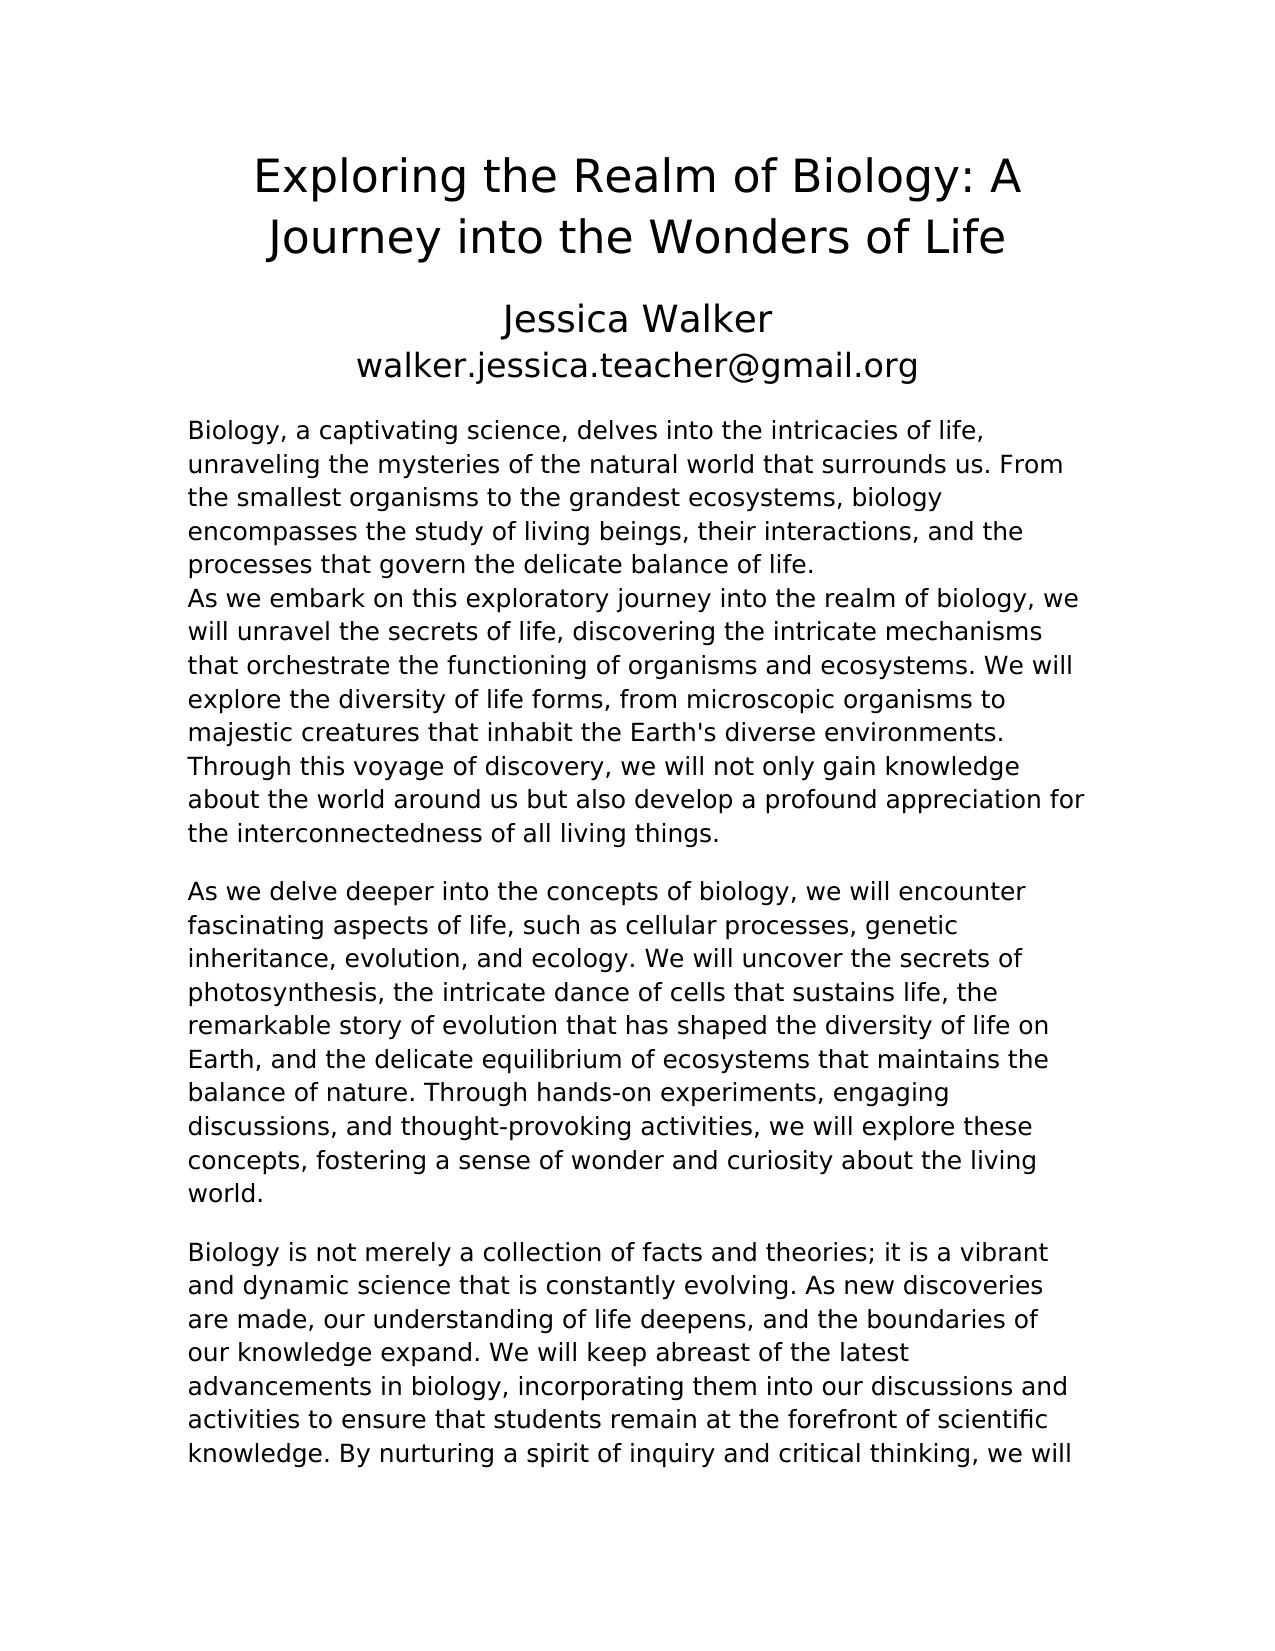 Exploring the Realm of Biology: A
Journey into the Wonders of Life
Jessica Walker
walker.jessica.teacher@gmail.org
Biology, a captivating science, delves into the intricacies of life,
unraveling the mysteries of the natural world that surrounds us. From
the smallest organisms to the grandest ecosystems, biology
encompasses the study of living beings, their interactions, and the
processes that govern the delicate balance of life.
As we embark on this exploratory journey into the realm of biology, we
will unravel the secrets of life, discovering the intricate mechanisms
that orchestrate the functioning of organisms and ecosystems. We will
explore the diversity of life forms, from microscopic organisms to
majestic creatures that inhabit the Earth's diverse environments.
Through this voyage of discovery, we will not only gain knowledge
about the world around us but also develop a profound appreciation for
the interconnectedness of all living things.
As we delve deeper into the concepts of biology, we will encounter
fascinating aspects of life, such as cellular processes, genetic
inheritance, evolution, and ecology. We will uncover the secrets of
photosynthesis, the intricate dance of cells that sustains life, the
remarkable story of evolution that has shaped the diversity of life on
Earth, and the delicate equilibrium of ecosystems that maintains the
balance of nature. Through hands-on experiments, engaging
discussions, and thought-provoking activities, we will explore these
concepts, fostering a sense of wonder and curiosity about the living
world.
Biology is not merely a collection of facts and theories; it is a vibrant
and dynamic science that is constantly evolving. As new discoveries
are made, our understanding of life deepens, and the boundaries of
our knowledge expand. We will keep abreast of the latest
advancements in biology, incorporating them into our discussions and
activities to ensure that students remain at the forefront of scientific
knowledge. By nurturing a spirit of inquiry and critical thinking, we will